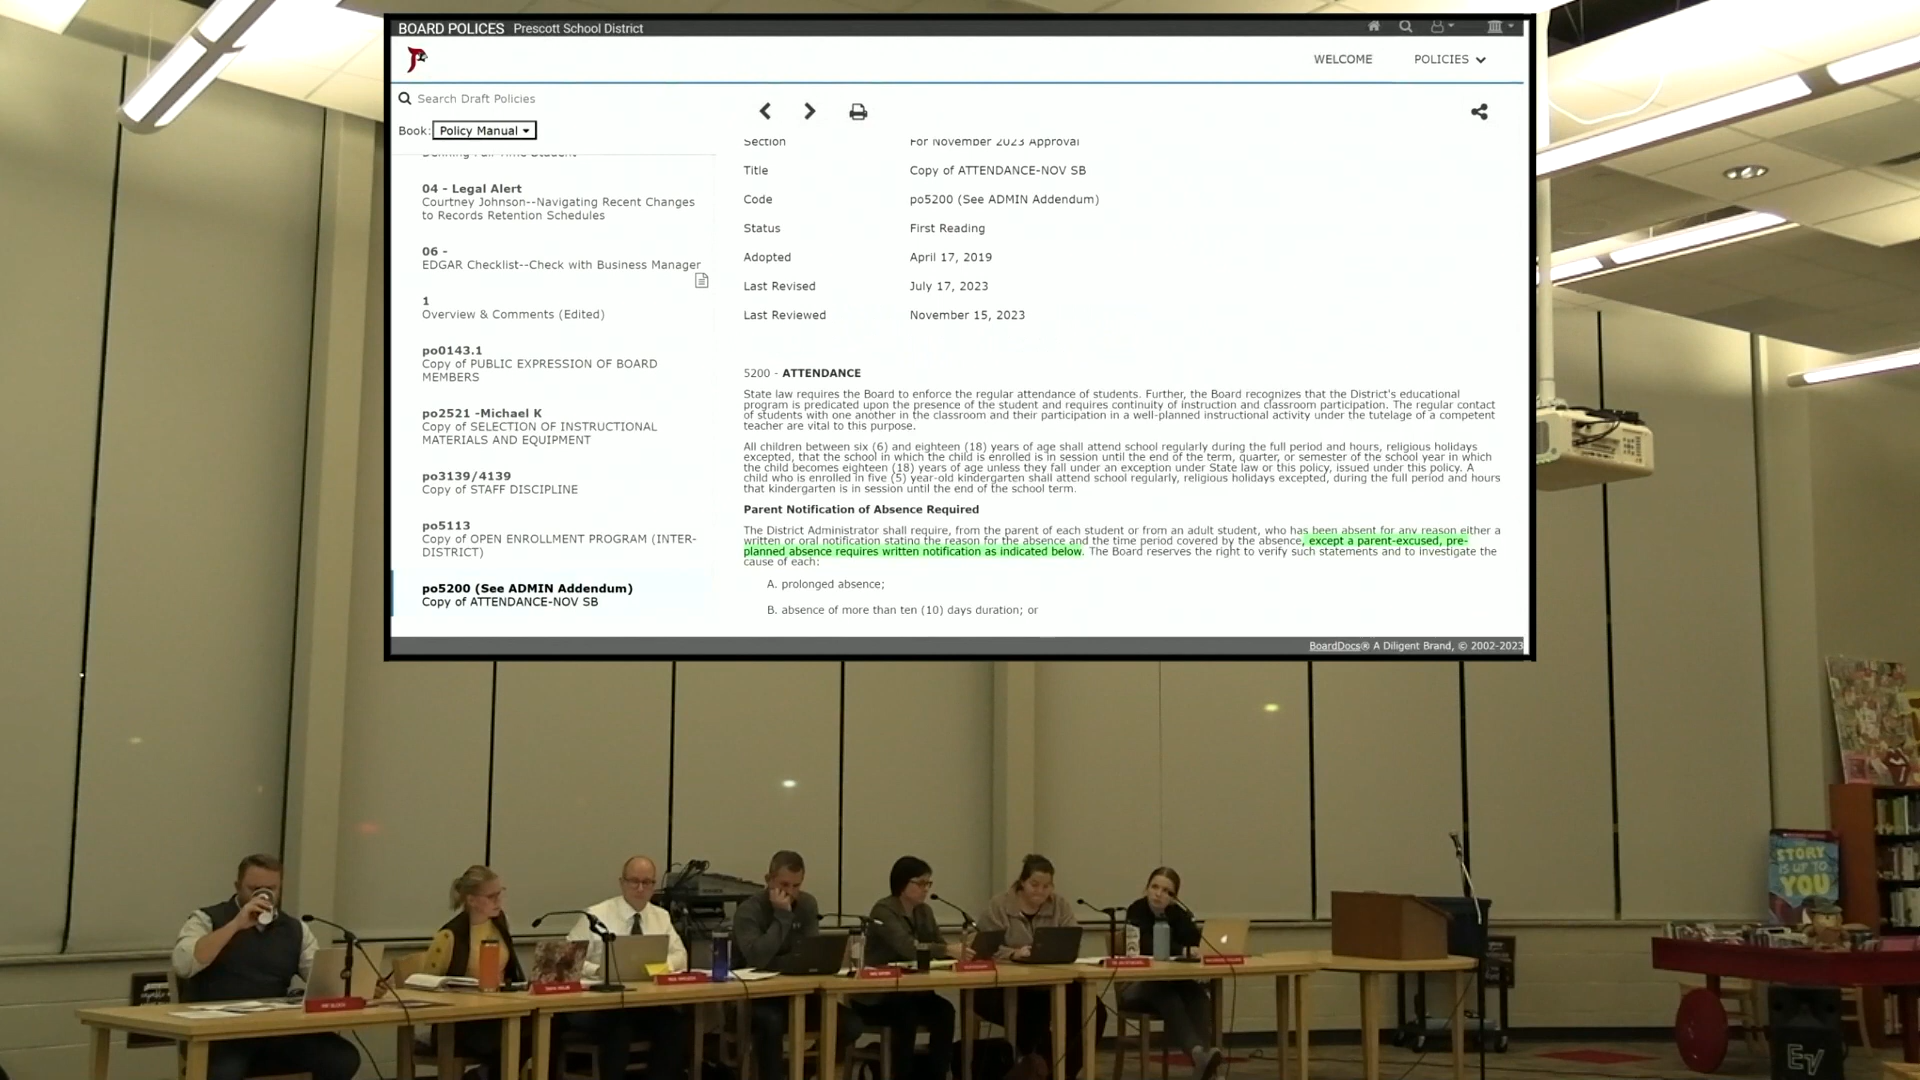 BOARD POLICES Prescott School District
WELCOME POLICIES
Search Draft Policies
Book: Policy Manual
04 - Legal Alert
Courtney Johnson--Navigating Recent Changes
to Records Retention Schedules
06 -
EDGAR Checklist--Check with Business Manager
1
Overview & Comments (Edited)
po0143.1
Copy of PUBLIC EXPRESSION OF BOARD
MEMBERS
po2521 -Michael K
Copy of SELECTION OF INSTRUCTIONAL
MATERIALS AND EQUIPMENT
po3139/4139
Copy of STAFF DISCIPLINE
po5113
Copy of OPEN ENROLLMENT PROGRAM (INTER-
DISTRICT)
po5200 (See ADMIN Addendum)
Copy of ATTENDANCE-NOV SB
Section For November 2023 Approval
Title Copy of ATTENDANCE-NOV SB
Code po5200 (See ADMIN Addendum)
Status First Reading
Adopted April 17, 2019
Last Revised July 17, 2023
Last Reviewed November 15, 2023
5200 - ATTENDANCE
State law requires the Board to enforce the regular attendance of students. Further, the Board recognizes that the District's educational
program is predicated upon the presence of the student and requires continuity of instruction and classroom participation. The regular contact
of students with one another in the classroom and their participation in a well-planned instructional activity under the tutelage of a competent
teacher are vital to this purpose.
All children between six (6) and eighteen (18) years of age shall attend school regularly during the full period and hours, religious holidays
excepted, that the school in which the child is enrolled is in session until the end of the term, quarter, or semester of the school year in which
the child becomes eighteen (18) years of age unless they fall under an exception under State law or this policy, issued under this policy. A
child who is enrolled in five (5) year-old kindergarten shall attend school regularly, religious holidays excepted, during the full period and hours
that kindergarten is in session until the end of the school term.
Parent Notification of Absence Required
The District Administrator shall require, from the parent of each student or from an adult student, who has been absent for any reason either a
written or oral notification stating the reason for the absence and the time period covered by the absence, except a parent-excused, pre-
planned absence requires written notification as indicated below. The Board reserves the right to verify such statements and to investigate the
cause of each:
A. prolonged absence;
B. absence of more than ten (10) days duration; or
BoardDocs® A Diligent Brand, © 2002-2023
STORY
IS UP TO
YOU
EV